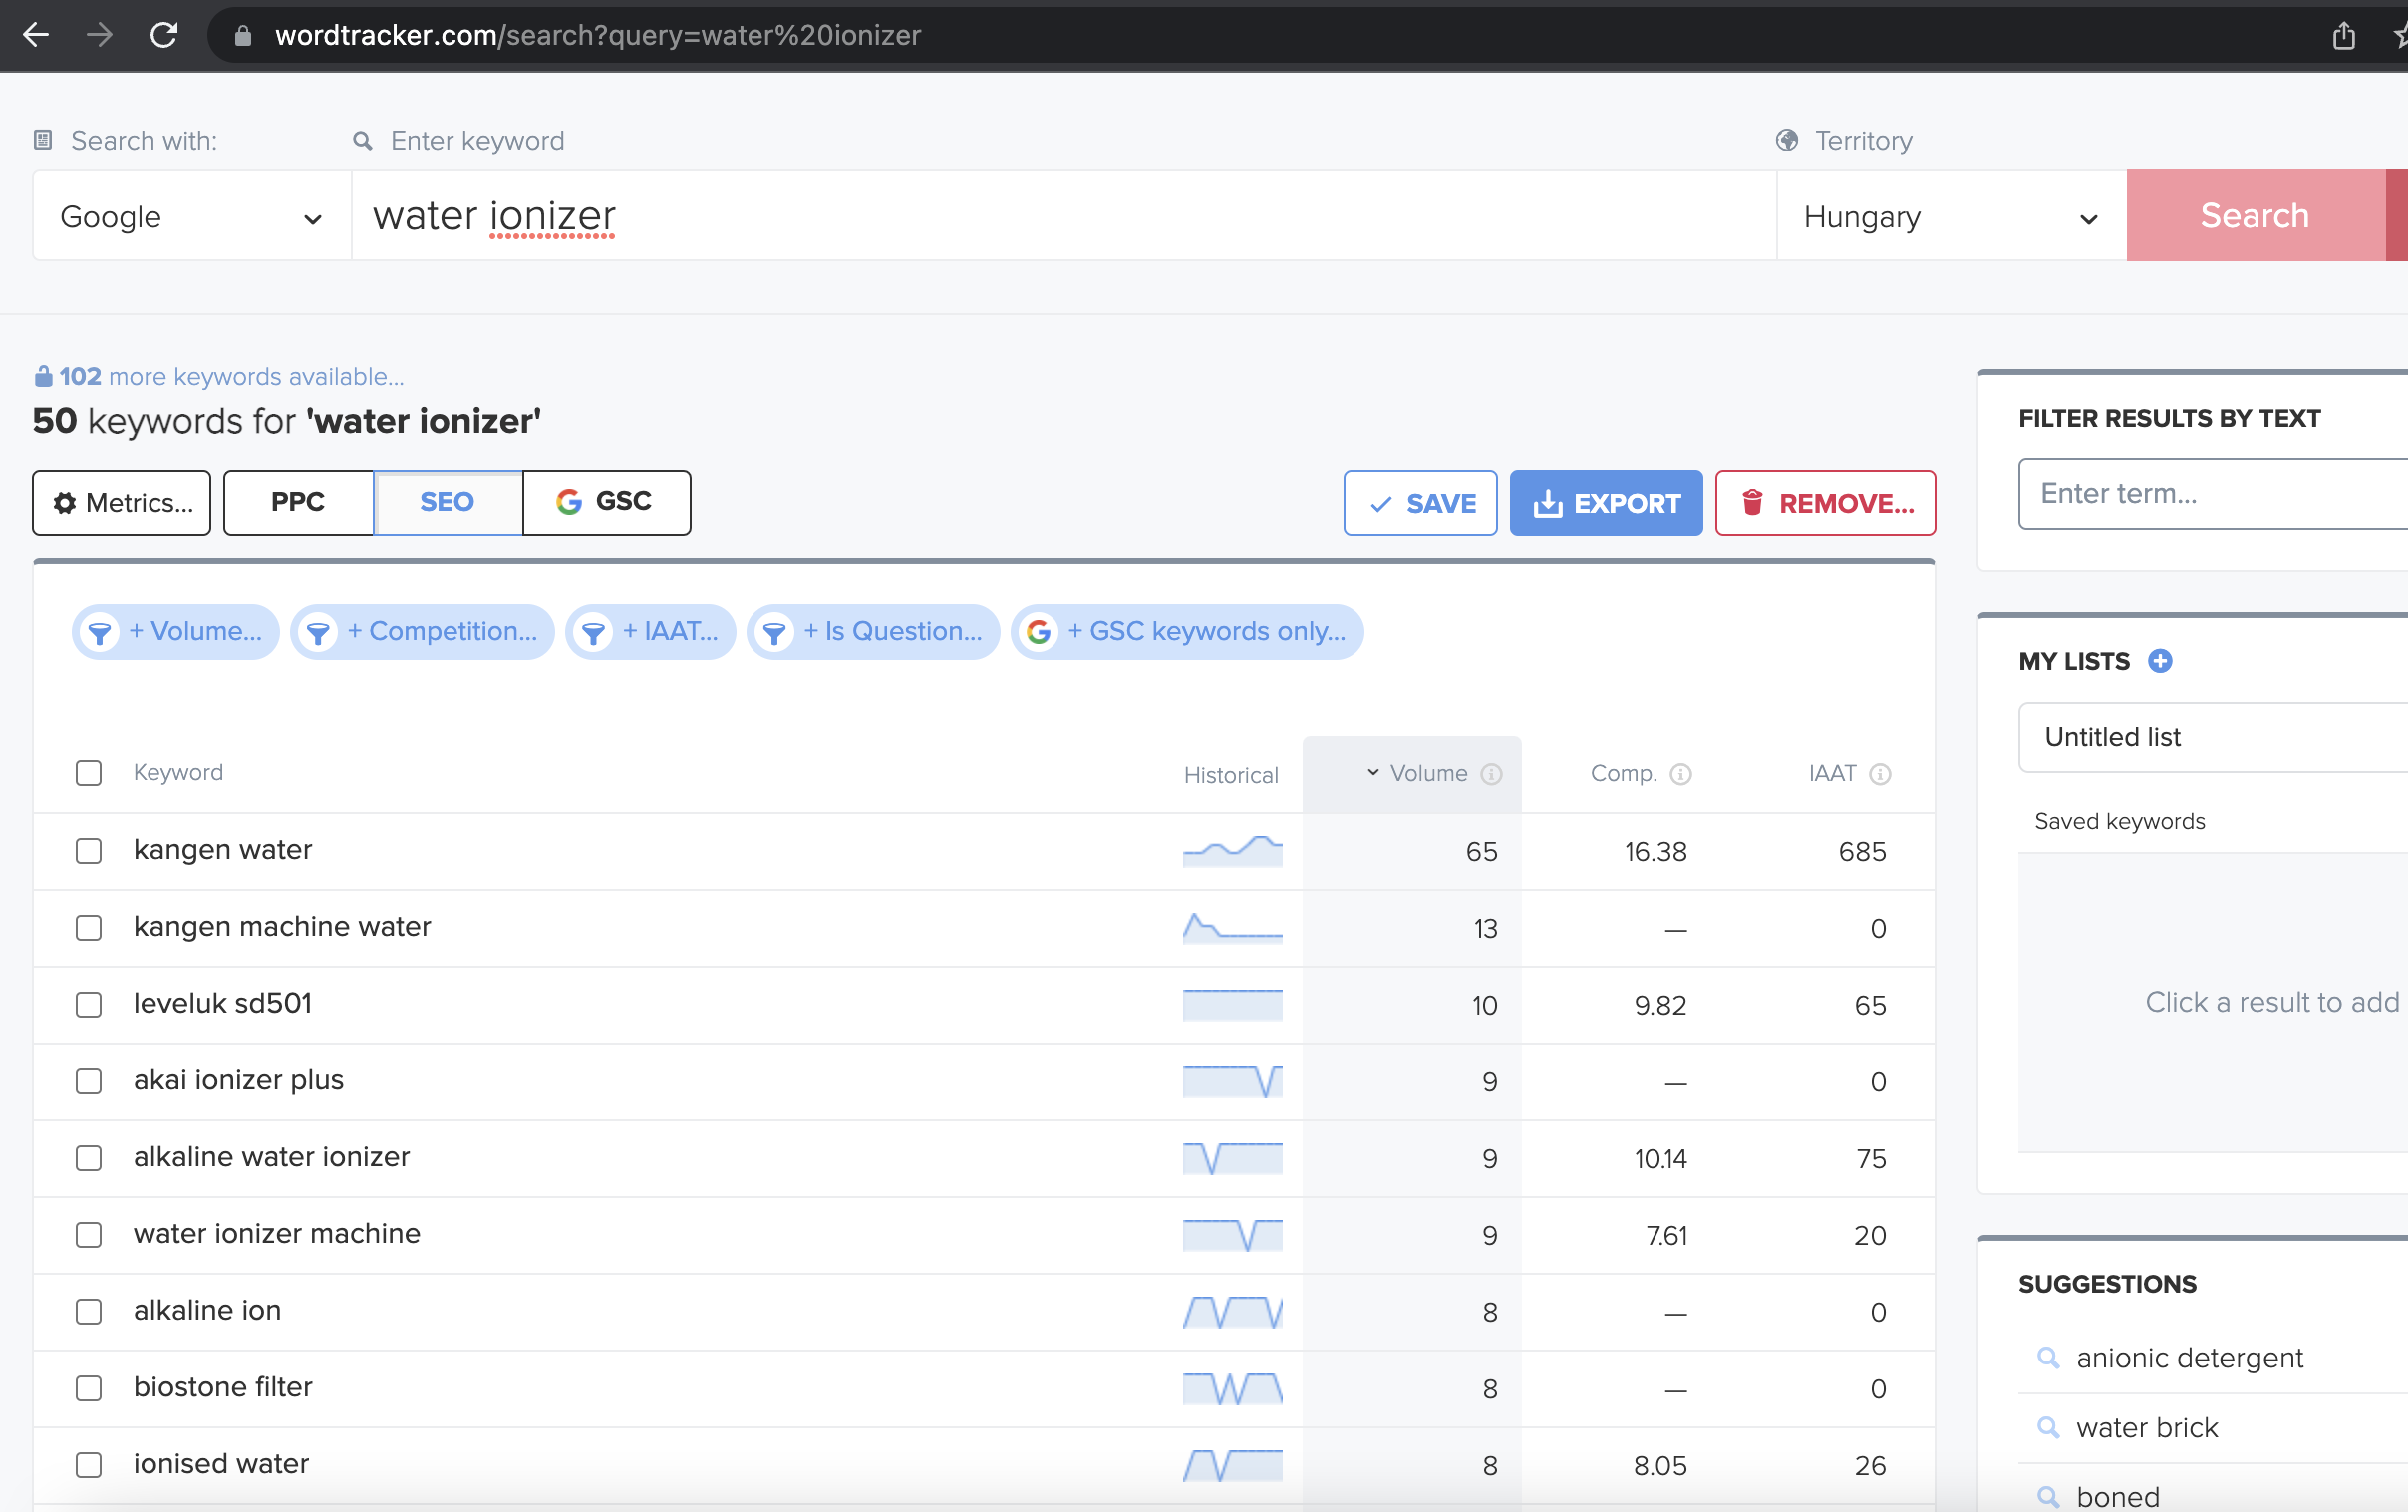 wordtracker.com/search?query=water%20ionizer
Search with:
Enter keyword
Territory
Google
water ionizer
Hungary
Search
102 more keywords available...
50 keywords for 'water ionizer'
Metrics...
PPC
SEO
GSC
SAVE
EXPORT
REMOVE...
+ Volume...
+ Competition...
+ IAAT...
+ Is Question...
+ GSC keywords only...
Keyword Historical Volume Comp. IAAT
kangen water 65 16.38 685
kangen machine water 13 — 0
leveluk sd501 10 9.82 65
akai ionizer plus 9 — 0
alkaline water ionizer 9 10.14 75
water ionizer machine 9 7.61 20
alkaline ion 8 — 0
biostone filter 8 — 0
ionised water 8 8.05 26
FILTER RESULTS BY TEXT
Enter term...
MY LISTS
Untitled list
Saved keywords
Click a result to add
SUGGESTIONS
anionic detergent
water brick
boned